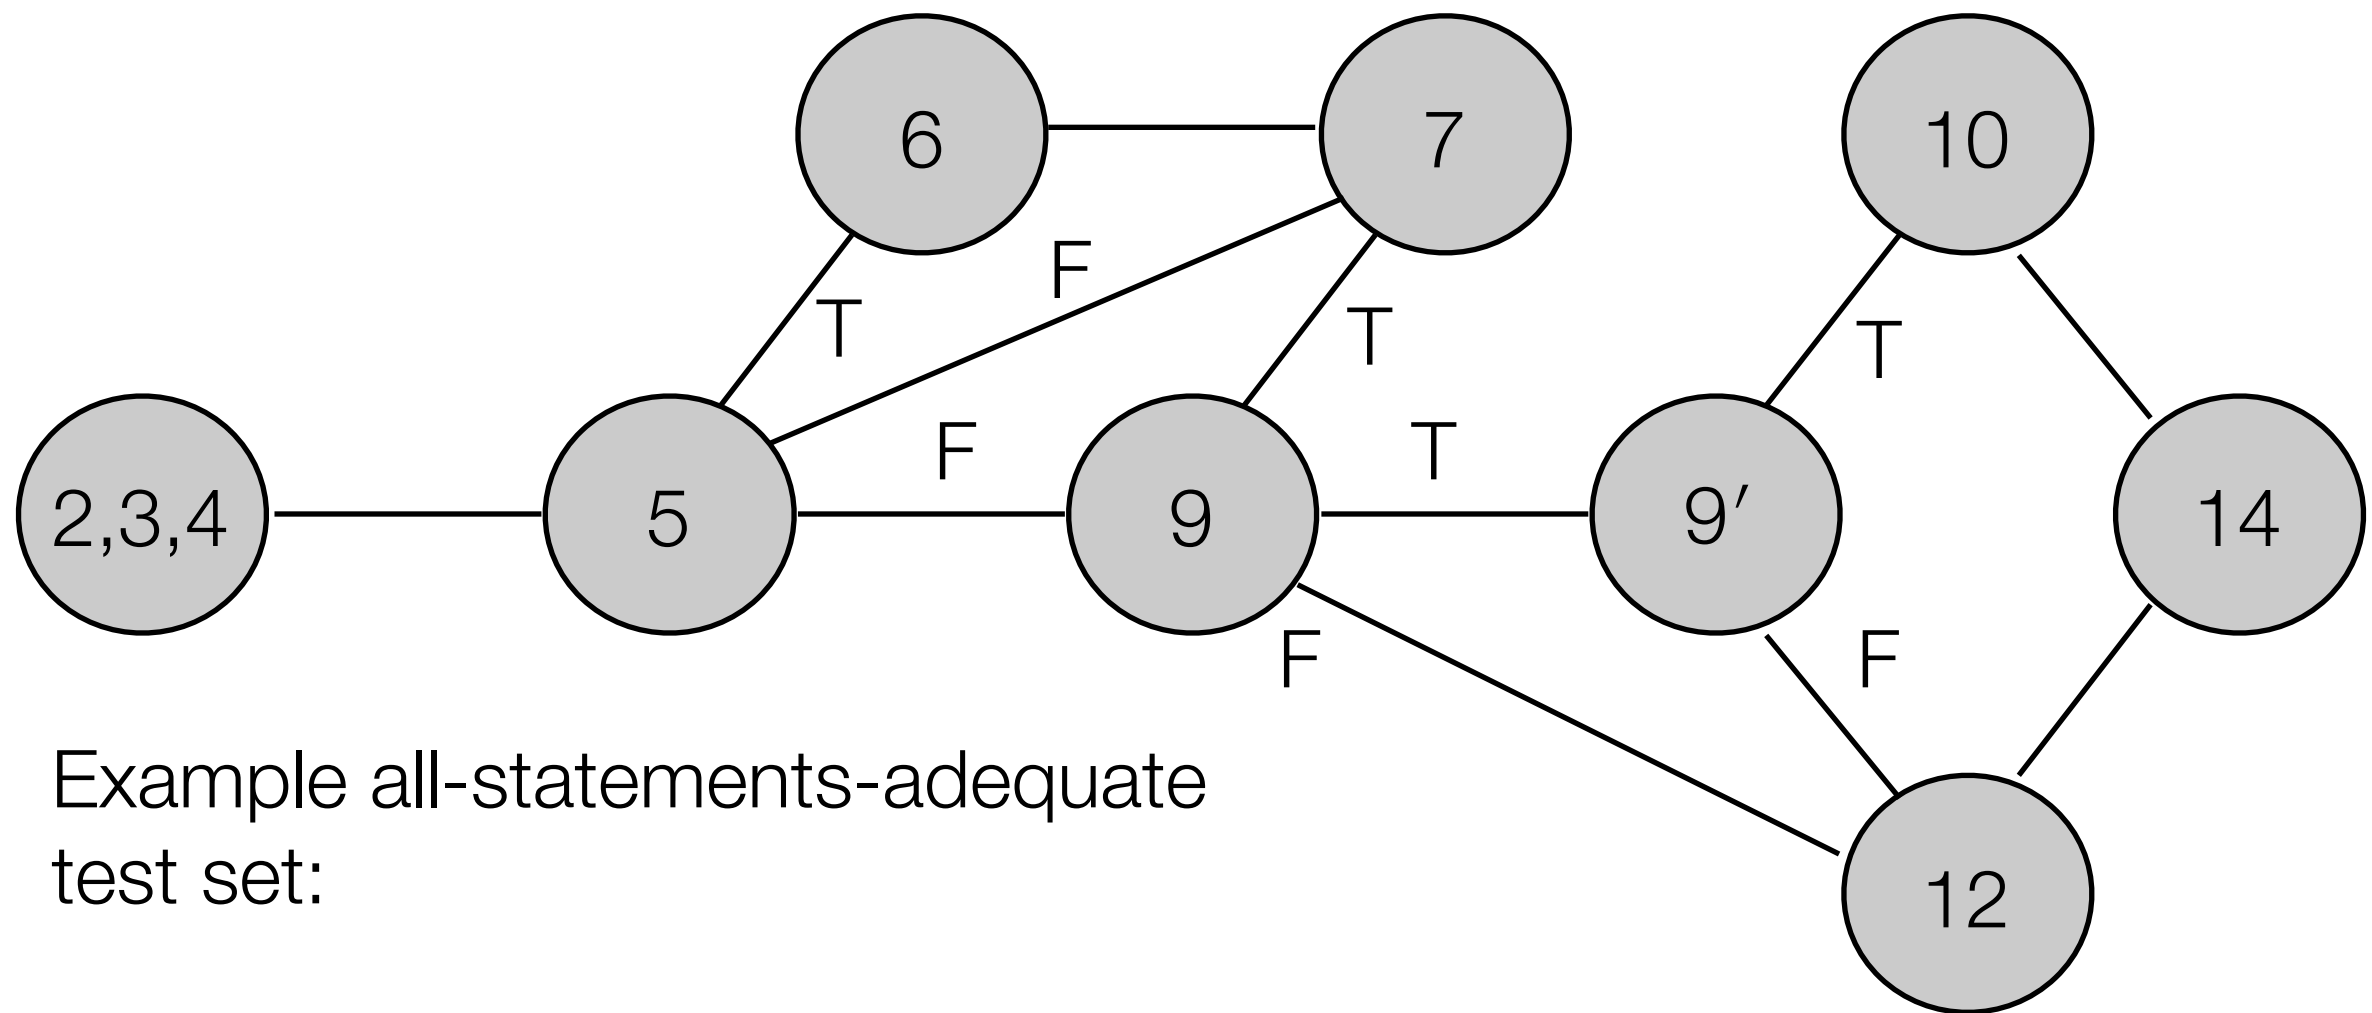 6
7
10
F
T
T
T
F
T
2,3,4
5
9
9′
14
F
F
Example all-statements-adequate
test set:
12